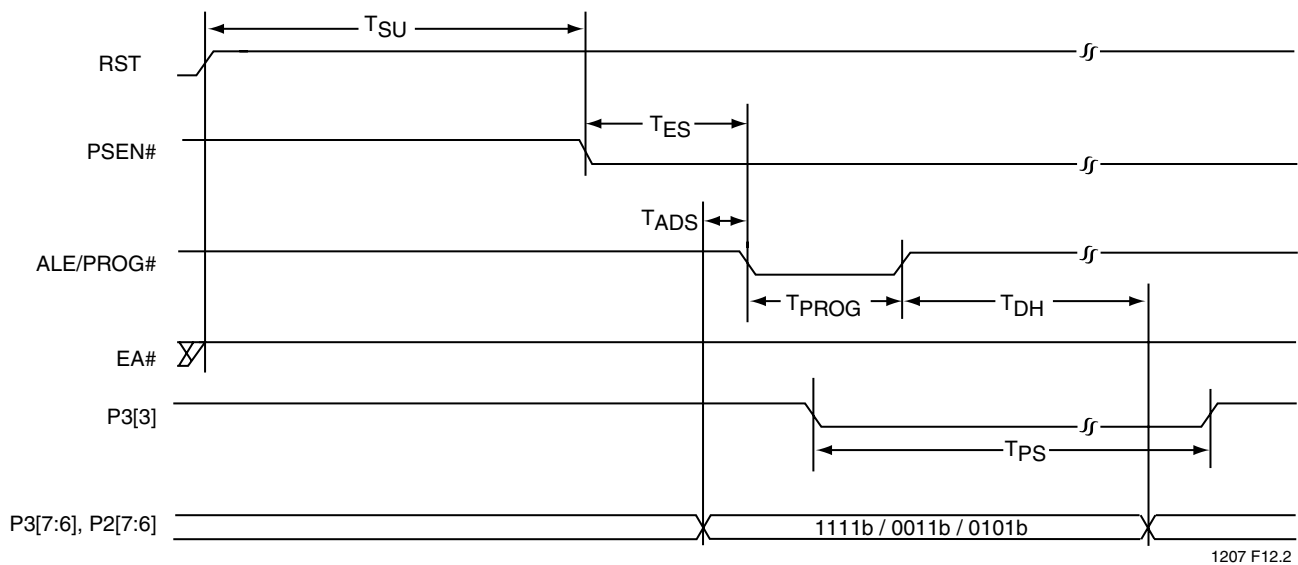 TSU
RST
TES
PSEN#
TADS
ALE/PROG#
TPROG
TDH
EA#
P3[3]
TPS
P3[7:6], P2[7:6]
1111b / 0011b / 0101b
1207 F12.2